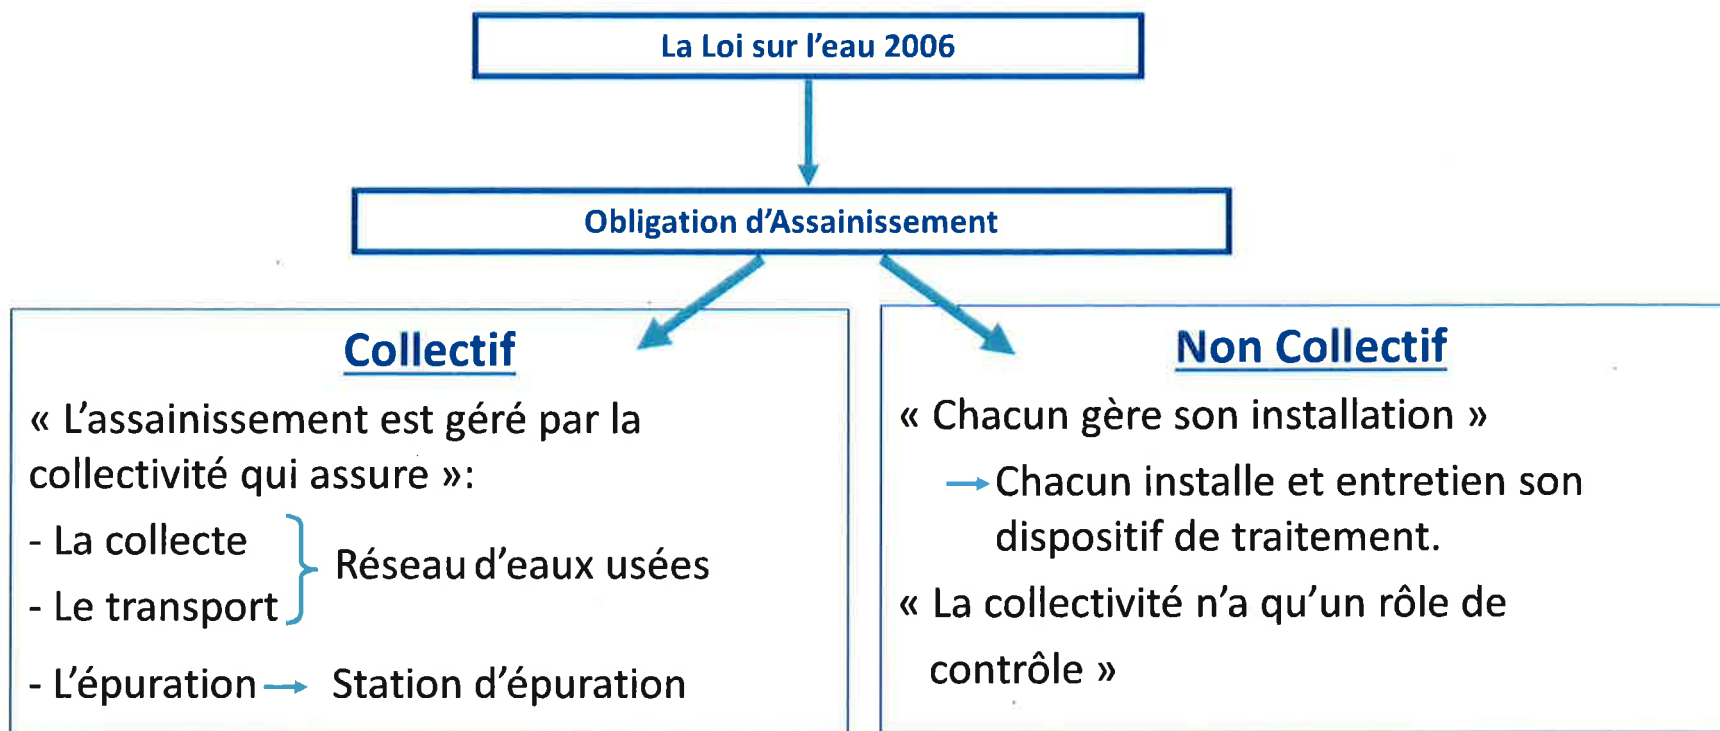 La Loi sur l'eau 2006
Obligation d'Assainissement
Collectif
« L'assainissement est géré par la
collectivité qui assure »:
- La collecte
- Le transport
Réseau d'eaux usées
- L'épuration → Station d'épuration
Non Collectif
« Chacun gère son installation »
→ Chacun installe et entretien son
dispositif de traitement.
« La collectivité n'a qu'un rôle de
contrôle »